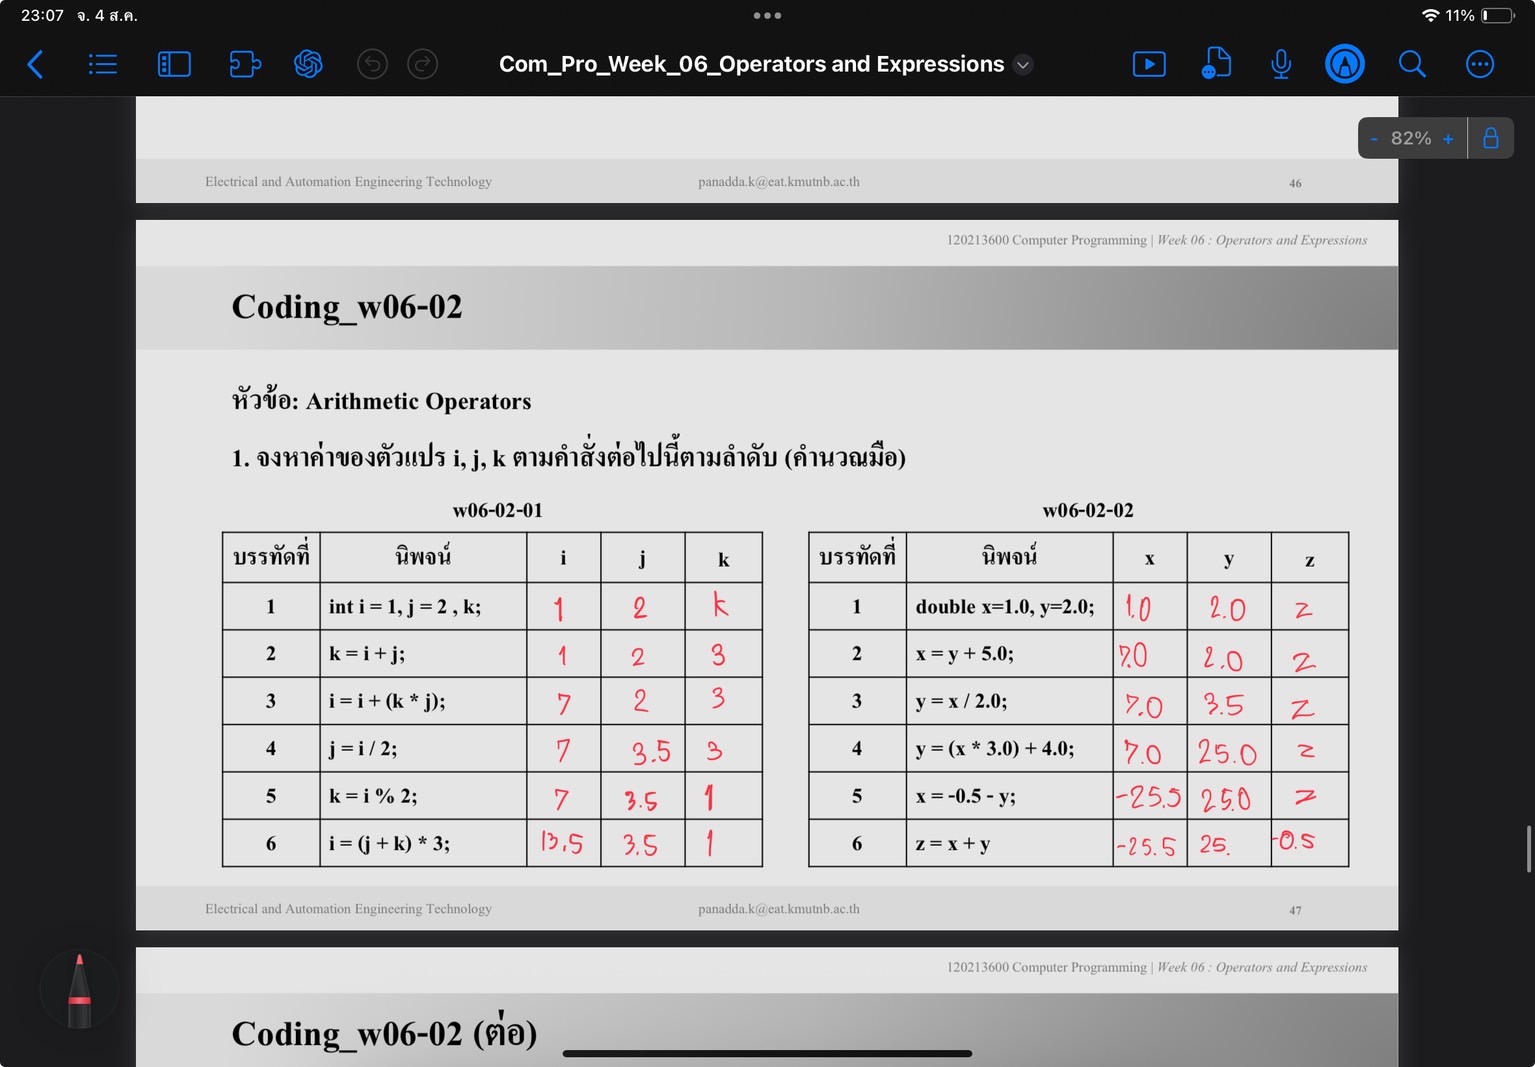 23:07 จ. 4 ส.ค.
11%
Com_Pro_Week_06_Operators and Expressions
- 82% +
Electrical and Automation Engineering Technology panadda.k@eat.kmutnb.ac.th 46
120213600 Computer Programming | Week 06 : Operators and Expressions
Coding_w06-02
หัวข้อ: Arithmetic Operators
1. จงหาค่าของตัวแปร i, j, k ตามคำสั่งต่อไปนี้ตามลำดับ (คำนวณมือ)
w06-02-01
บรรทัดที่ นิพจน์ i j k
1 int i = 1, j = 2 , k; 1 2 k
2 k = i + j; 1 2 3
3 i = i + (k * j); 7 2 3
4 j = i / 2; 7 3.5 3
5 k = i % 2; 7 3.5 1
6 i = (j + k) * 3; 13.5 3.5 1
w06-02-02
บรรทัดที่ นิพจน์ x y z
1 double x=1.0, y=2.0; 1.0 2.0 z
2 x = y + 5.0; 7.0 2.0 z
3 y = x / 2.0; 7.0 3.5 z
4 y = (x * 3.0) + 4.0; 7.0 25.0 z
5 x = -0.5 - y; -25.5 25.0 z
6 z = x + y -25.5 25. -0.5
Electrical and Automation Engineering Technology panadda.k@eat.kmutnb.ac.th 47
120213600 Computer Programming | Week 06 : Operators and Expressions
Coding_w06-02 (ต่อ)